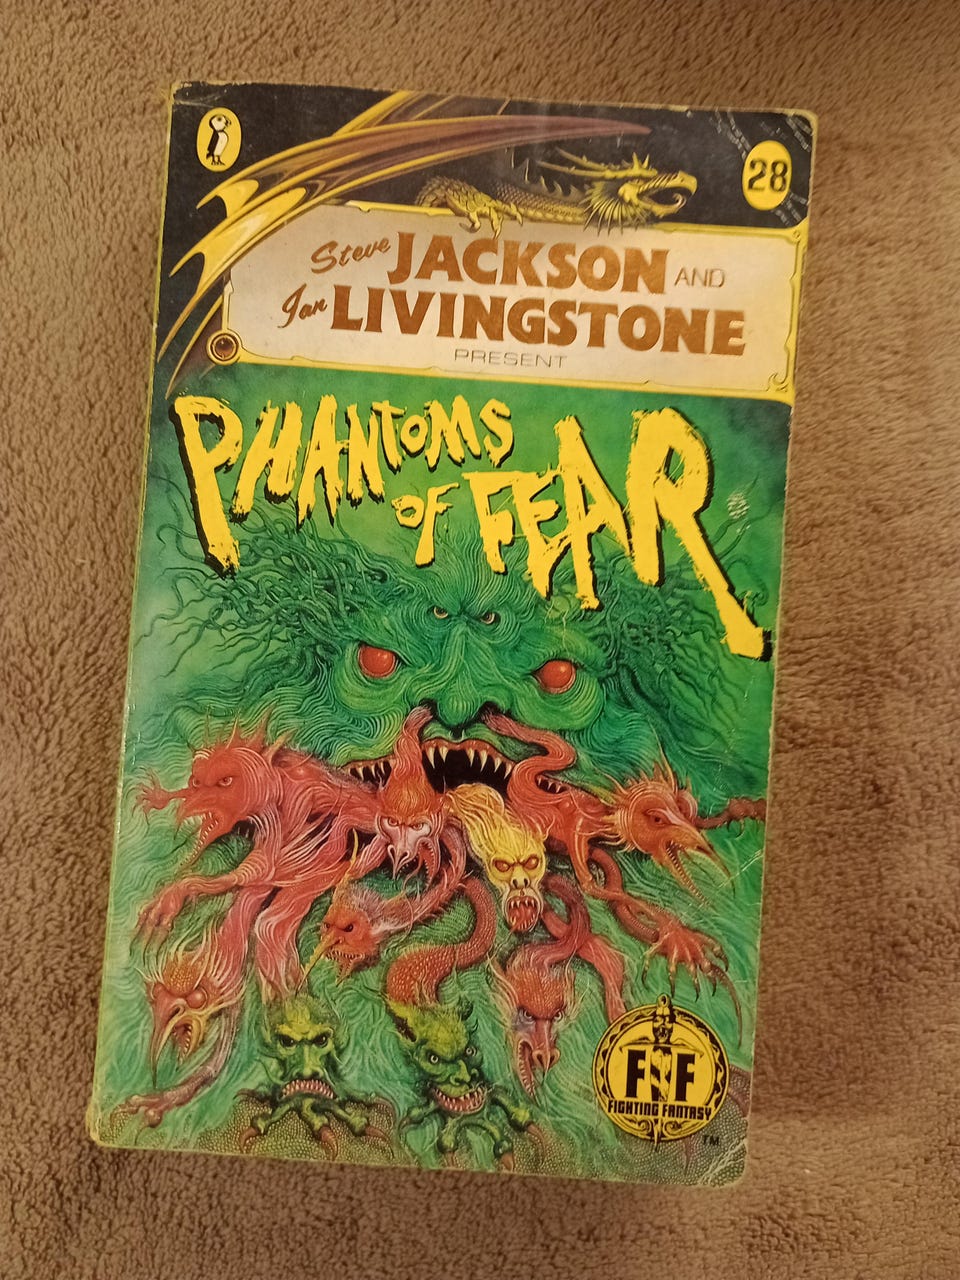 28
Steve JACKSON AND
Ian LIVINGSTONE
PRESENT
PHANTOMS
OF FEAR
FF
FIGHTING FANTASY
TM